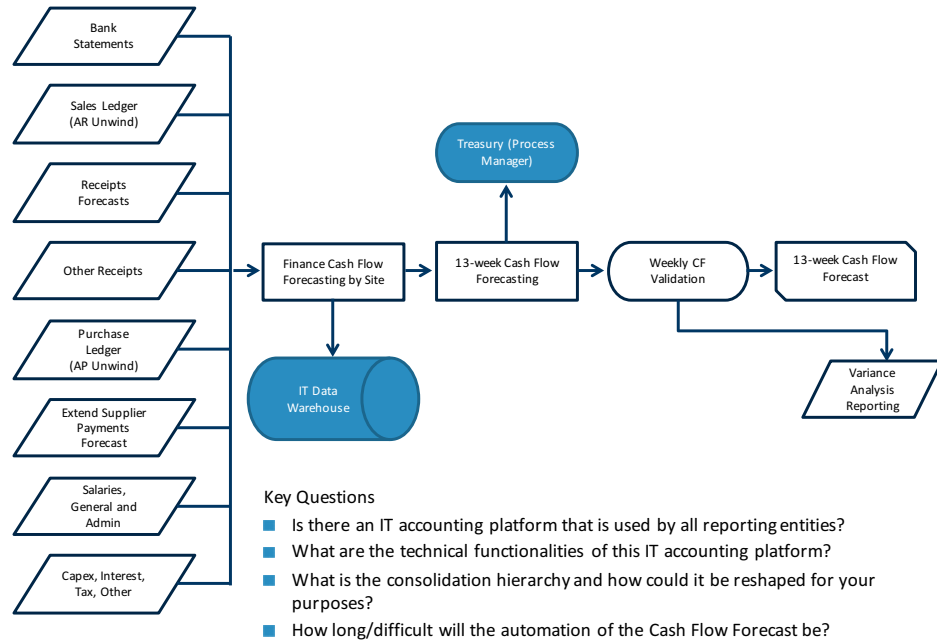 Bank
Statements
Sales Ledger
(AR Unwind)
Receipts
Forecasts
Other Receipts
Purchase
Ledger
(AP Unwind)
Extend Supplier
Payments
Forecast
Salaries,
General and
Admin
Capex, Interest,
Tax, Other
Finance Cash Flow
Forecasting by Site
IT Data
Warehouse
Treasury (Process
Manager)
13-week Cash Flow
Forecasting
Weekly CF
Validation
13-week Cash Flow
Forecast
Variance
Analysis
Reporting
Key Questions
Is there an IT accounting platform that is used by all reporting entities?
What are the technical functionalities of this IT accounting platform?
What is the consolidation hierarchy and how could it be reshaped for your
purposes?
How long/difficult will the automation of the Cash Flow Forecast be?